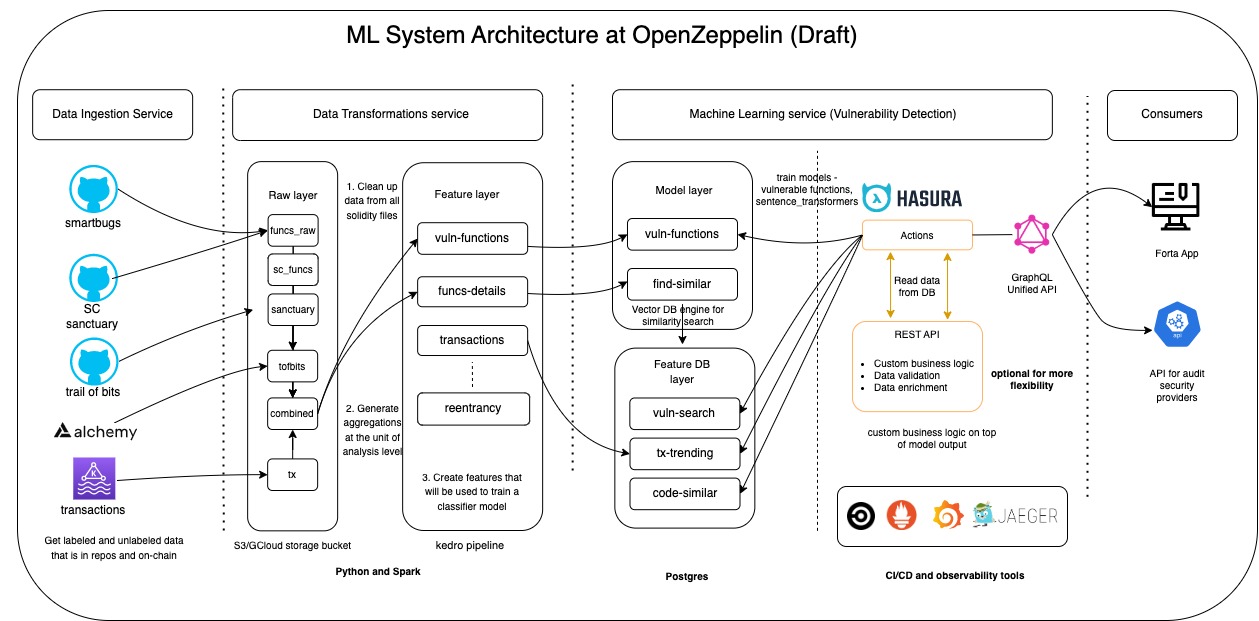 ML System Architecture at OpenZeppelin (Draft)
Data Ingestion Service
smartbugs
SC
sanctuary
trail of bits
alchemy
K
transactions
Get labeled and unlabeled data
that is in repos and on-chain
Data Transformations service
Raw layer
funcs_raw
sc_funcs
sanctuary
tofbits
combined
tx
S3/GCloud storage bucket
1. Clean up
data from all
solidity files
2. Generate
aggregations
at the unit of
analysis level
Feature layer
vuln-functions
funcs-details
transactions
reentrancy
3. Create features that
will be used to train a
classifier model
kedro pipeline
Python and Spark
Machine Learning service (Vulnerability Detection)
Model layer
vuln-functions
find-similar
Vector DB engine for
similarity search
Feature DB
layer
vuln-search
tx-trending
code-similar
Postgres
train models -
vulnerable functions,
sentence_transformers
λ HASURA
Actions
Read data
from DB
REST API
• Custom business logic
• Data validation
• Data enrichment
optional for more
flexibility
custom business logic on top
of model output
GraphQL
Unified API
JAEGER
CI/CD and observability tools
Consumers
Forta App
api
API for audit
security
providers